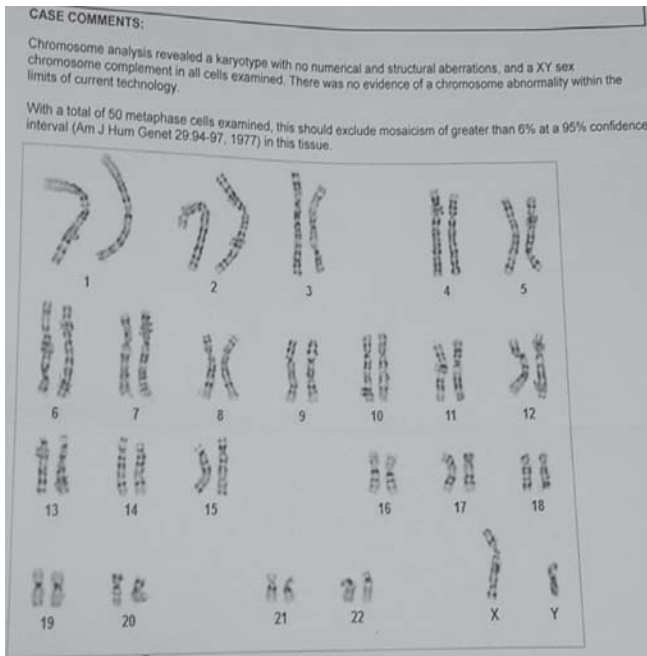 CASE COMMENTS:
Chromosome analysis revealed a karyotype with no numerical and structural aberrations, and a XY sex
chromosome complement in all cells examined. There was no evidence of a chromosome abnormality within the
limits of current technology.
With a total of 50 metaphase cells examined, this should exclude mosaicism of greater than 6% at a 95% confidence
interval (Am J Hum Genet 29:94-97, 1977) in this tissue.
1 2 3 4 5
6 7 8 9 10 11 12
13 14 15 16 17 18
19 20 21 22 X Y